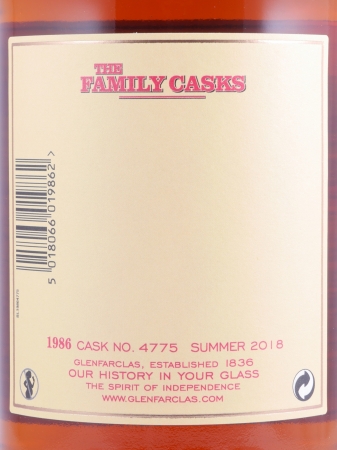 THE
FAMILY CASKS
5 018066 019862 >
1986 CASK NO. 4775 SUMMER 2018
GLENFARCLAS, ESTABLISHED 1836
OUR HISTORY IN YOUR GLASS
THE SPIRIT OF INDEPENDENCE
WWW.GLENFARCLAS.COM